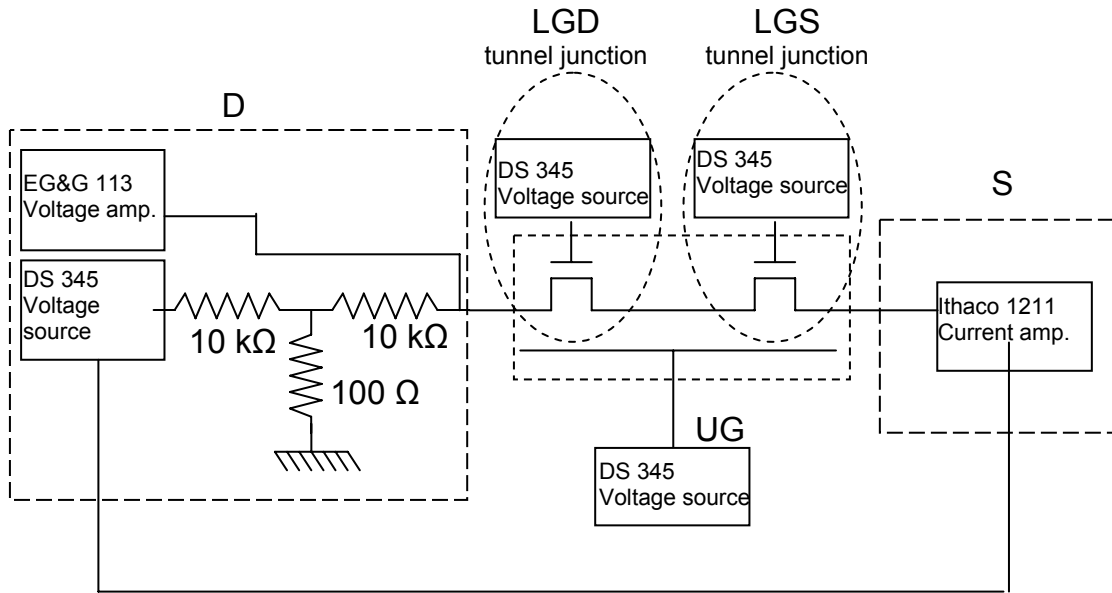 LGD
tunnel junction
LGS
tunnel junction
D
EG&G 113
Voltage amp.
DS 345
Voltage
source
10 kΩ
10 kΩ
100 Ω
DS 345
Voltage source
DS 345
Voltage source
S
Ithaco 1211
Current amp.
UG
DS 345
Voltage source